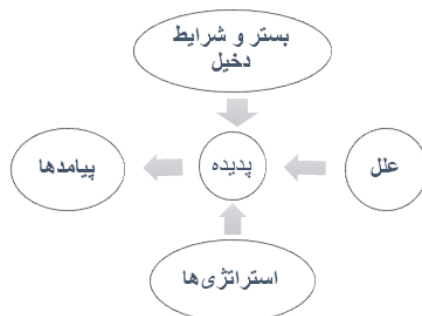 بستر و شرایط
دخیل
علل
پدیده
پیامدها
استراتژی‌ها